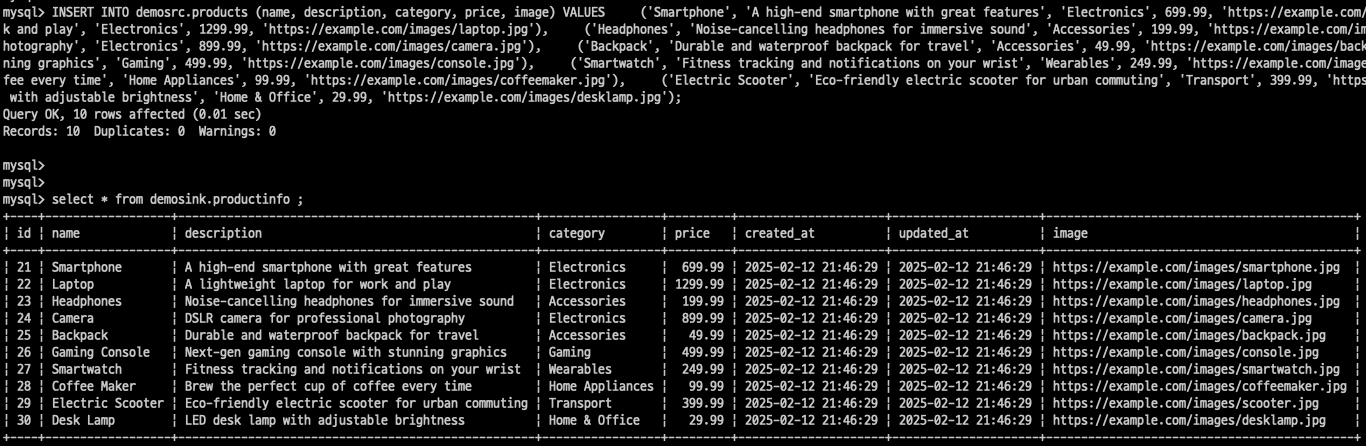 mysql> INSERT INTO demosrc.products (name, description, category, price, image) VALUES     ('Smartphone', 'A high-end smartphone with great features', 'Electronics', 699.99, 'https://example.com/
k and play', 'Electronics', 1299.99, 'https://example.com/images/laptop.jpg'),     ('Headphones', 'Noise-cancelling headphones for immersive sound', 'Accessories', 199.99, 'https://example.com/im
hotography', 'Electronics', 899.99, 'https://example.com/images/camera.jpg'),     ('Backpack', 'Durable and waterproof backpack for travel', 'Accessories', 49.99, 'https://example.com/images/back
ning graphics', 'Gaming', 499.99, 'https://example.com/images/console.jpg'),     ('Smartwatch', 'Fitness tracking and notifications on your wrist', 'Wearables', 249.99, 'https://example.com/image
fee every time', 'Home Appliances', 99.99, 'https://example.com/images/coffeemaker.jpg'),     ('Electric Scooter', 'Eco-friendly electric scooter for urban commuting', 'Transport', 399.99, 'https
 with adjustable brightness', 'Home & Office', 29.99, 'https://example.com/images/desklamp.jpg');
Query OK, 10 rows affected (0.01 sec)
Records: 10  Duplicates: 0  Warnings: 0
mysql>
mysql>
mysql> select * from demosink.productinfo ;
| id | name | description | category | price | created_at | updated_at | image |
| 21 | Smartphone | A high-end smartphone with great features | Electronics | 699.99 | 2025-02-12 21:46:29 | 2025-02-12 21:46:29 | https://example.com/images/smartphone.jpg |
| 22 | Laptop | A lightweight laptop for work and play | Electronics | 1299.99 | 2025-02-12 21:46:29 | 2025-02-12 21:46:29 | https://example.com/images/laptop.jpg |
| 23 | Headphones | Noise-cancelling headphones for immersive sound | Accessories | 199.99 | 2025-02-12 21:46:29 | 2025-02-12 21:46:29 | https://example.com/images/headphones.jpg |
| 24 | Camera | DSLR camera for professional photography | Electronics | 899.99 | 2025-02-12 21:46:29 | 2025-02-12 21:46:29 | https://example.com/images/camera.jpg |
| 25 | Backpack | Durable and waterproof backpack for travel | Accessories | 49.99 | 2025-02-12 21:46:29 | 2025-02-12 21:46:29 | https://example.com/images/backpack.jpg |
| 26 | Gaming Console | Next-gen gaming console with stunning graphics | Gaming | 499.99 | 2025-02-12 21:46:29 | 2025-02-12 21:46:29 | https://example.com/images/console.jpg |
| 27 | Smartwatch | Fitness tracking and notifications on your wrist | Wearables | 249.99 | 2025-02-12 21:46:29 | 2025-02-12 21:46:29 | https://example.com/images/smartwatch.jpg |
| 28 | Coffee Maker | Brew the perfect cup of coffee every time | Home Appliances | 99.99 | 2025-02-12 21:46:29 | 2025-02-12 21:46:29 | https://example.com/images/coffeemaker.jpg |
| 29 | Electric Scooter | Eco-friendly electric scooter for urban commuting | Transport | 399.99 | 2025-02-12 21:46:29 | 2025-02-12 21:46:29 | https://example.com/images/scooter.jpg |
| 30 | Desk Lamp | LED desk lamp with adjustable brightness | Home & Office | 29.99 | 2025-02-12 21:46:29 | 2025-02-12 21:46:29 | https://example.com/images/desklamp.jpg |